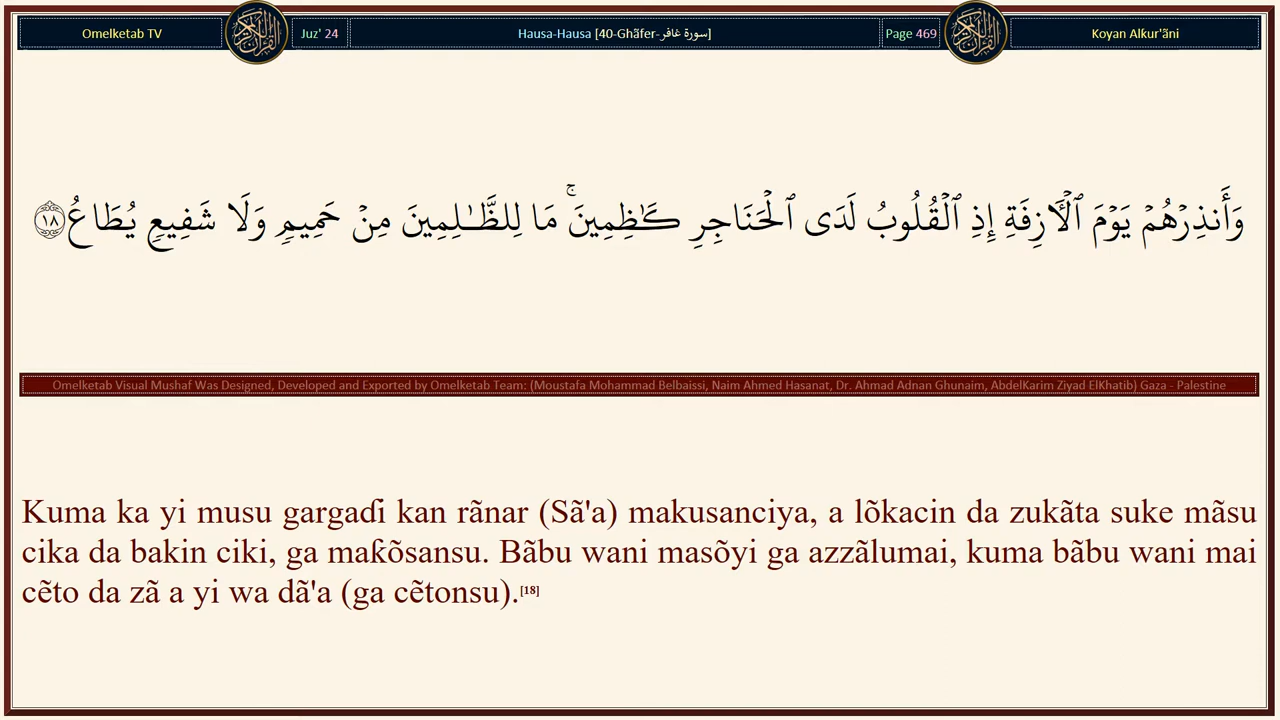 Omelketab TV
Juz' 24
Hausa-Hausa [40-Ghãfer-سورة غافر]
Page 469
Koyan Alƙur'ãni
وَأَنذِرۡهُمۡ يَوۡمَ ٱلۡأٓزِفَةِ إِذِ ٱلۡقُلُوبُ لَدَى ٱلۡحَنَاجِرِ كَٰظِمِينَۚ مَا لِلظَّـٰلِمِينَ مِنۡ حَمِيمٖ وَلَا شَفِيعٖ يُطَاعُ ١٨
Omelketab Visual Mushaf Was Designed, Developed and Exported by Omelketab Team: (Moustafa Mohammad Belbaissi, Naim Ahmed Hasanat, Dr. Ahmad Adnan Ghunaim, AbdelKarim Ziyad ElKhatib) Gaza - Palestine
Kuma ka yi musu gargaɗi kan rãnar (Sã'a) makusanciya, a lõkacin da zukãta suke mãsu
cika da bakin ciki, ga maƙõsansu. Bãbu wani masõyi ga azzãlumai, kuma bãbu wani mai
cẽto da zã a yi wa dã'a (ga cẽtonsu).[18]